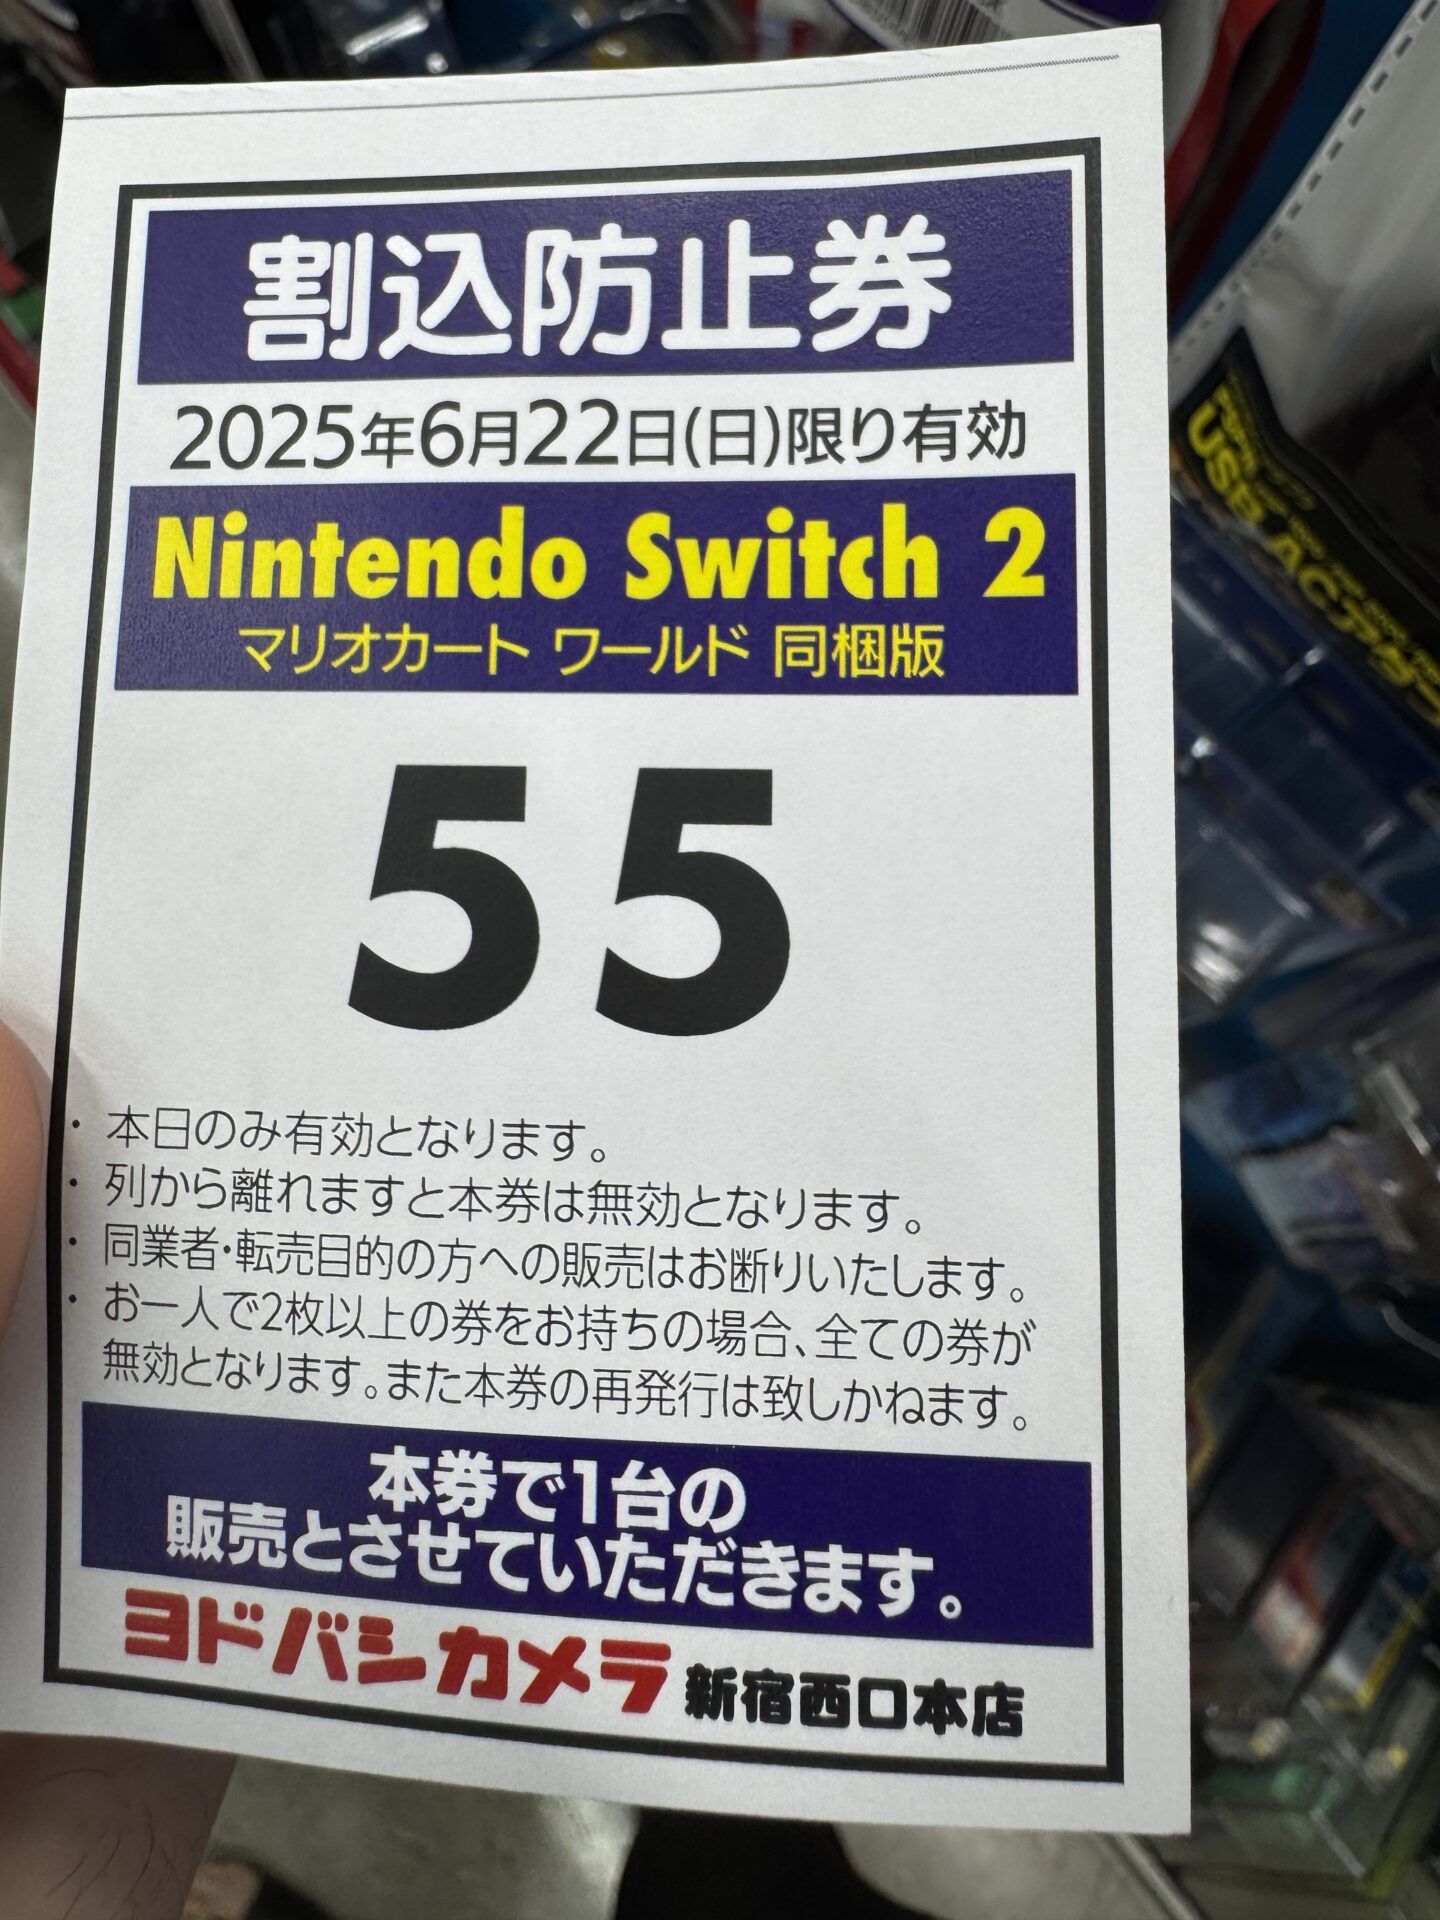 割込防止券
2025年6月22日(日)限り有効
Nintendo Switch 2
マリオカート ワールド 同梱版
55
・本日のみ有効となります。
・列から離れますと本券は無効となります。
・同業者・転売目的の方への販売はお断りいたします。
・お一人で2枚以上の券をお持ちの場合、全ての券が
無効となります。また本券の再発行は致しかねます。
本券で1台の
販売とさせていただきます。
ヨドバシカメラ 新宿西口本店
USB ACアダプタ